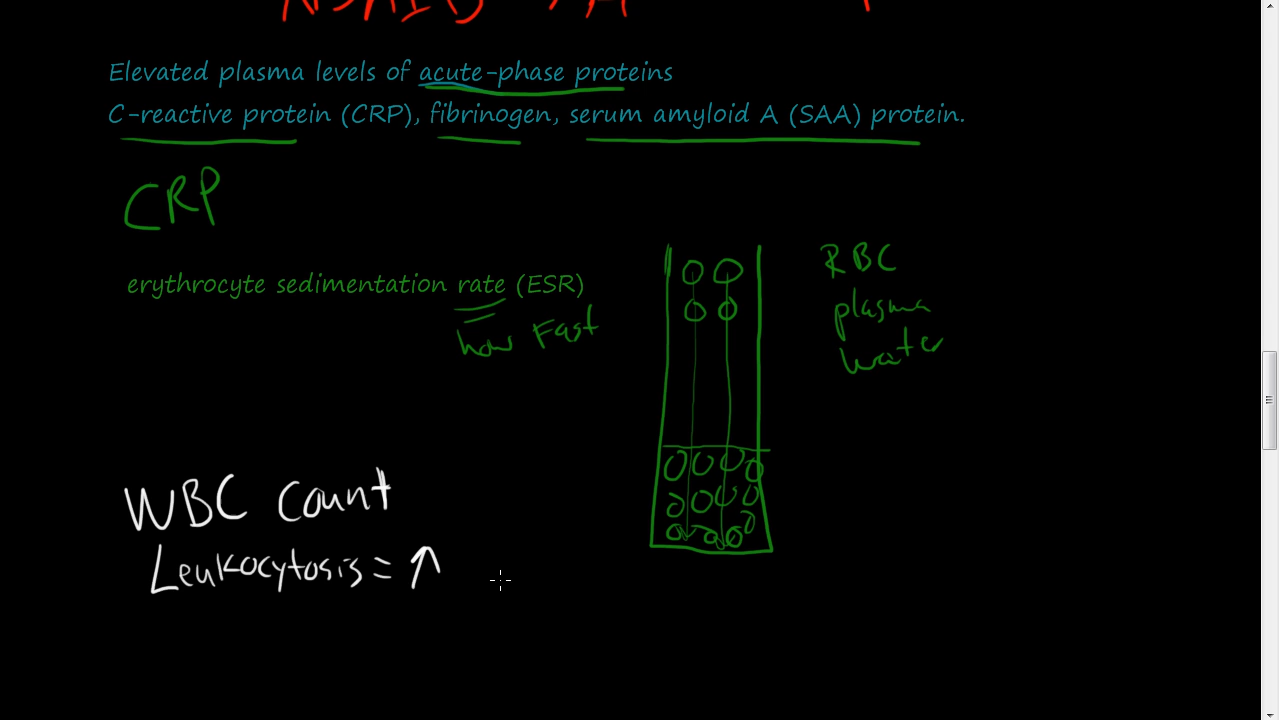 Elevated plasma levels of acute-phase proteins
C-reactive protein (CRP), fibrinogen, serum amyloid A (SAA) protein.
CRP
erythrocyte sedimentation rate (ESR)
how Fast
RBC
plasma
water
WBC Count
Leukocytosis = ↑